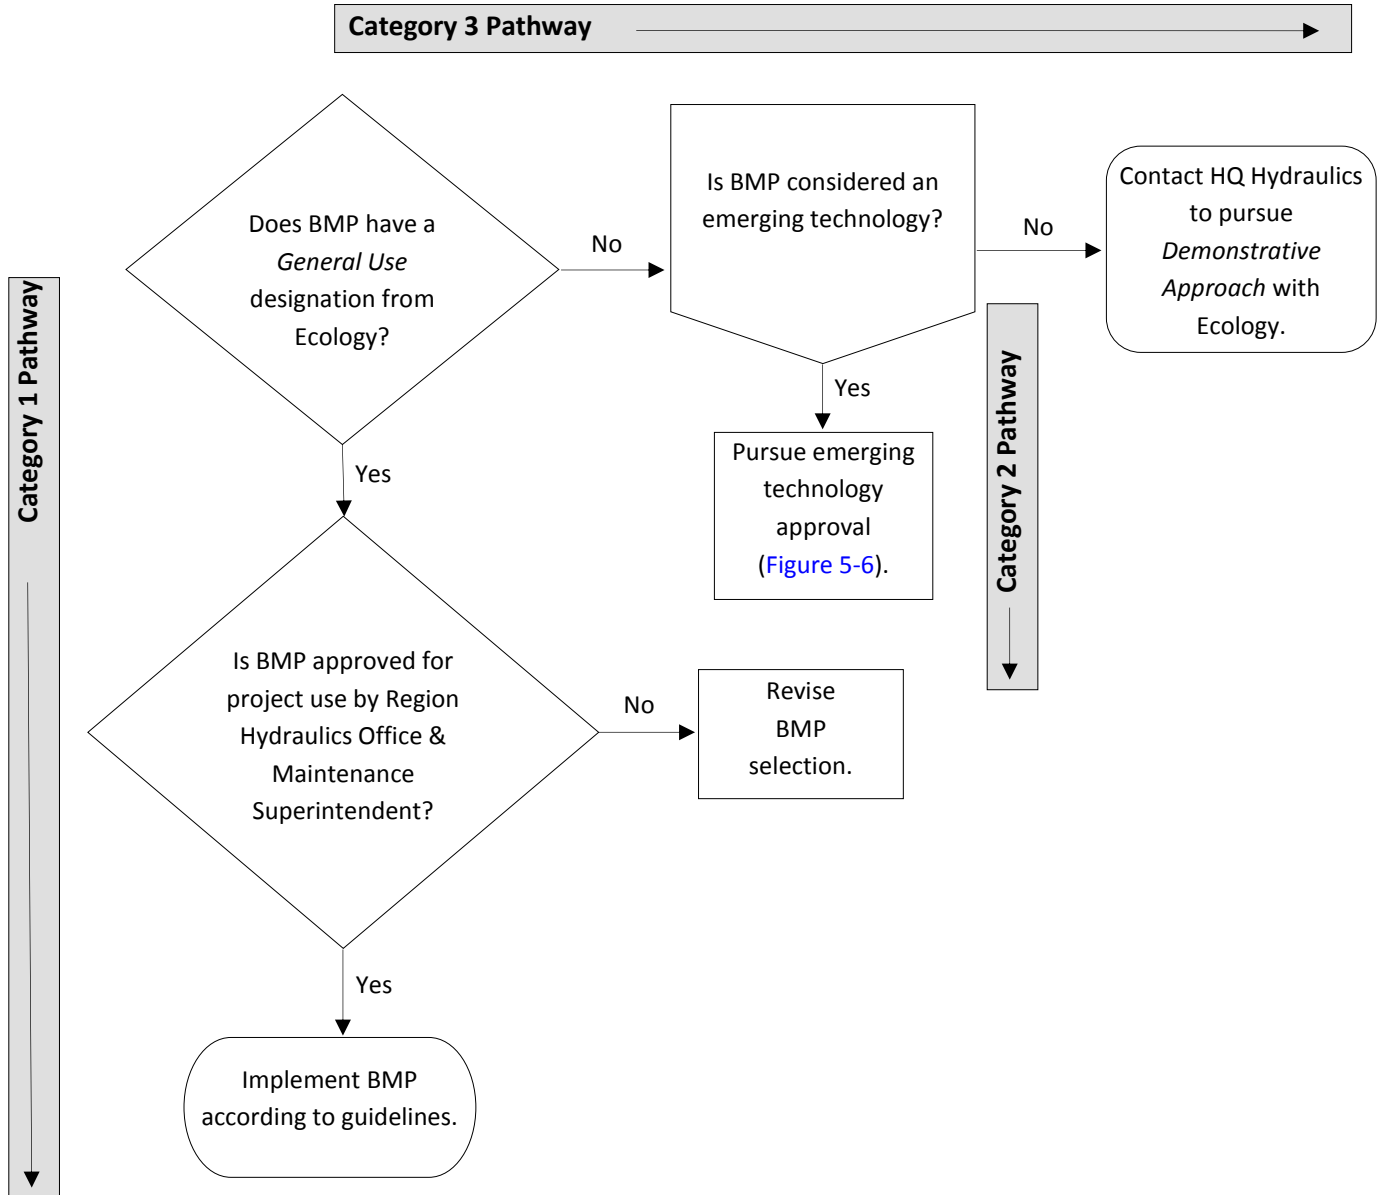 Category 3 Pathway
Does BMP have a
General Use
designation from
Ecology?
No
Is BMP considered an
emerging technology?
No
Contact HQ Hydraulics
to pursue
Demonstrative
Approach with
Ecology.
Category 1 Pathway
Yes
Yes
Pursue emerging
technology
approval
(Figure 5-6).
Category 2 Pathway
Is BMP approved for
project use by Region
Hydraulics Office &
Maintenance
Superintendent?
No
Revise
BMP
selection.
Yes
Implement BMP
according to guidelines.